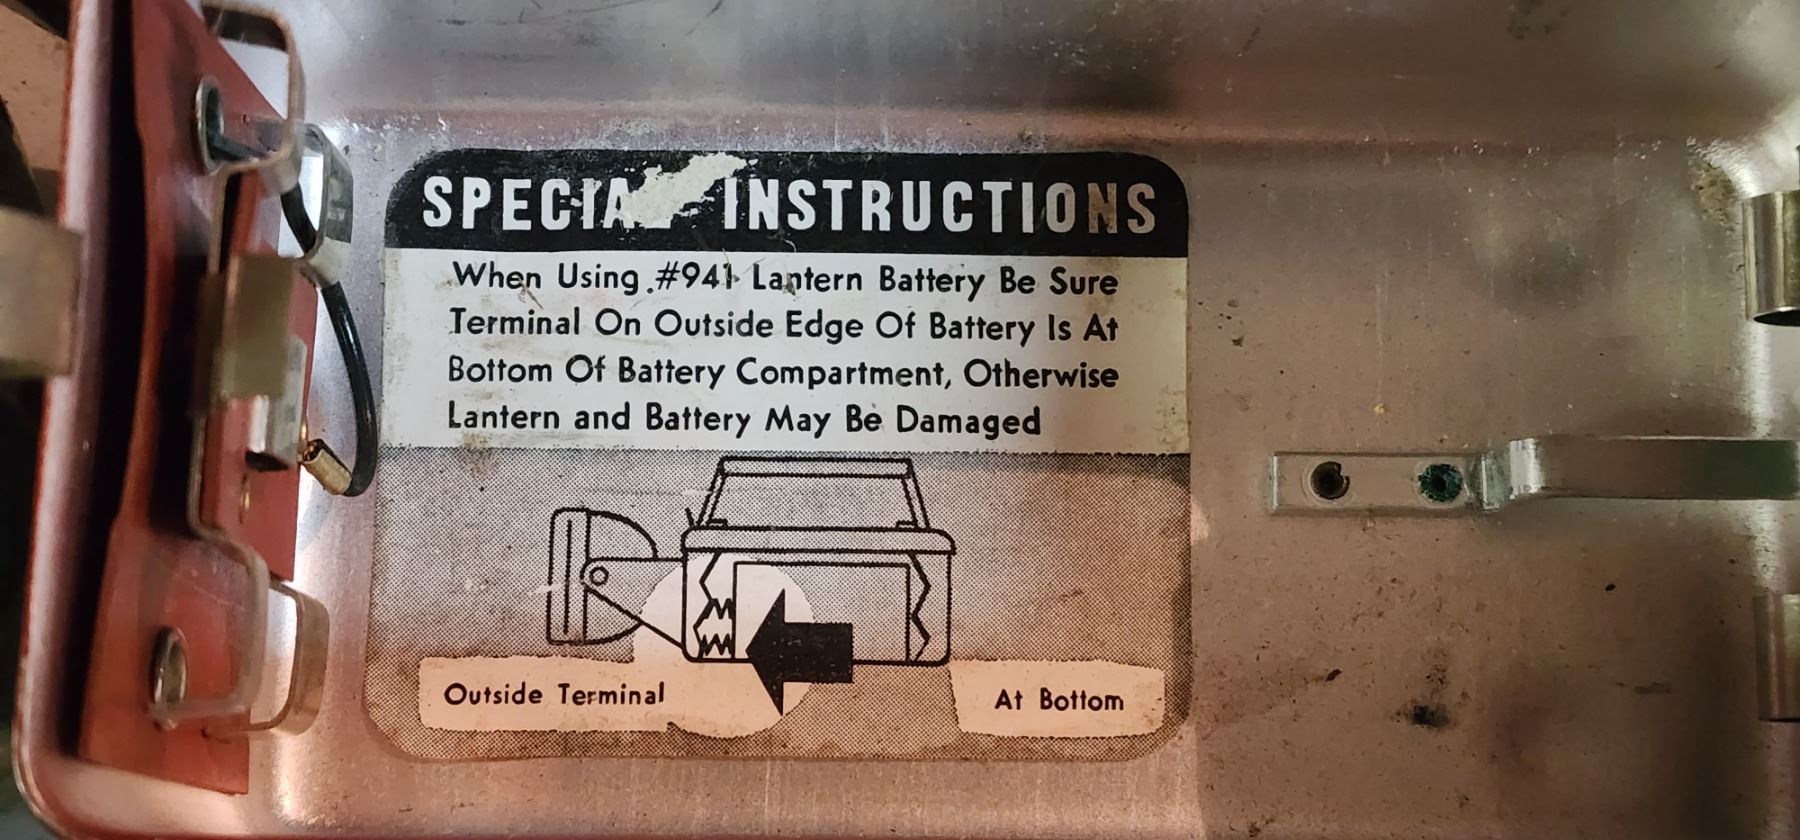 SPECIAL INSTRUCTIONS
When Using #941 Lantern Battery Be Sure
Terminal On Outside Edge Of Battery Is At
Bottom Of Battery Compartment, Otherwise
Lantern and Battery May Be Damaged
Outside Terminal
At Bottom